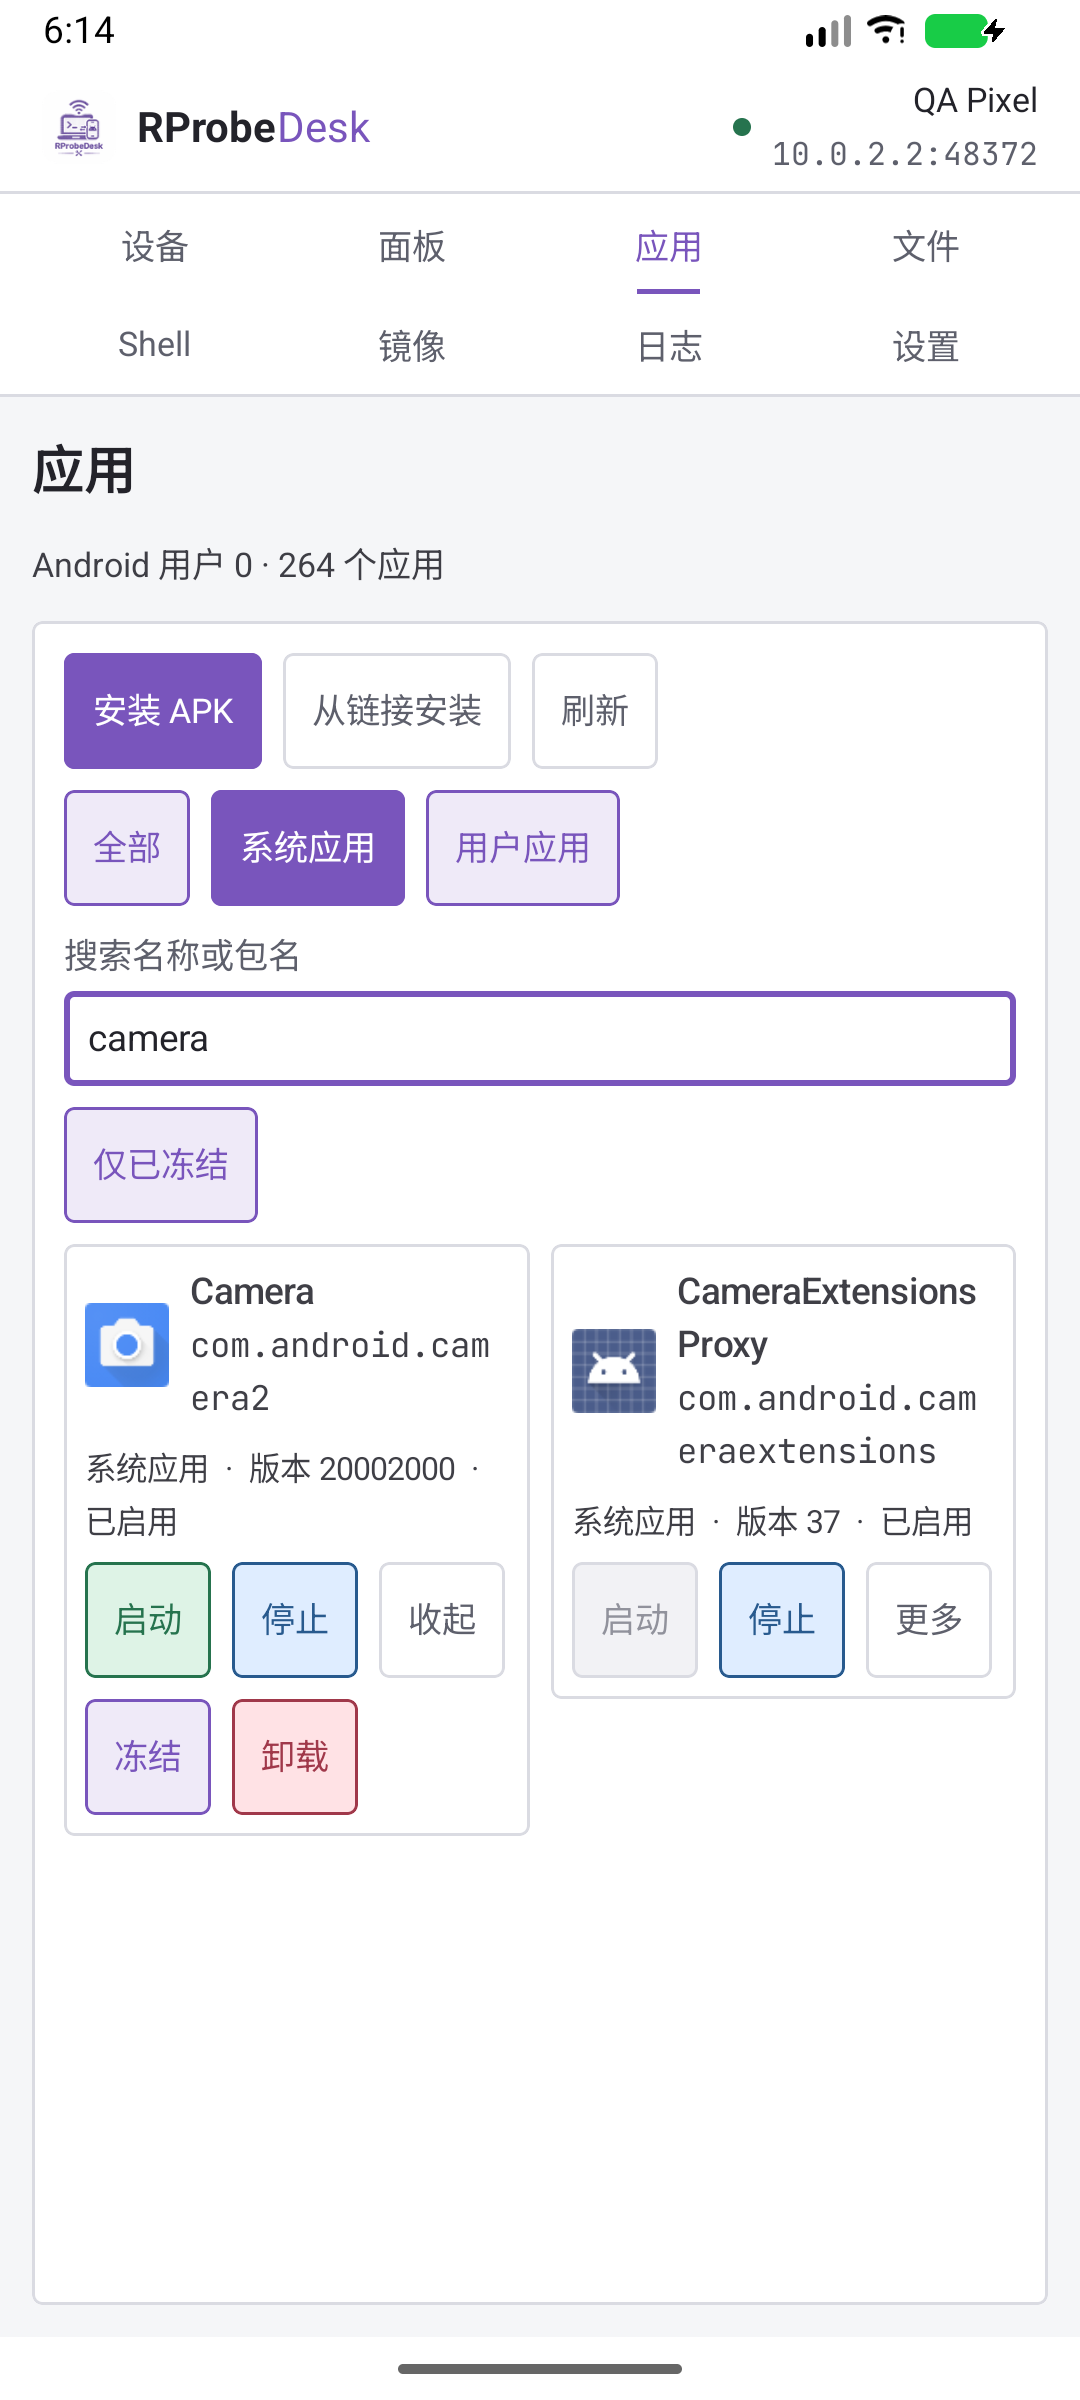 6:14
RProbeDesk
RProbeDesk
QA Pixel
10.0.2.2:48372
设备
面板
应用
文件
Shell
镜像
日志
设置
应用
Android 用户 0 · 264 个应用
安装 APK
从链接安装
刷新
全部
系统应用
用户应用
搜索名称或包名
camera
仅已冻结
Camera
com.android.cam
era2
系统应用 · 版本 20002000 ·
已启用
启动
停止
收起
冻结
卸载
CameraExtensions
Proxy
com.android.cam
eraextensions
系统应用 · 版本 37 · 已启用
启动
停止
更多